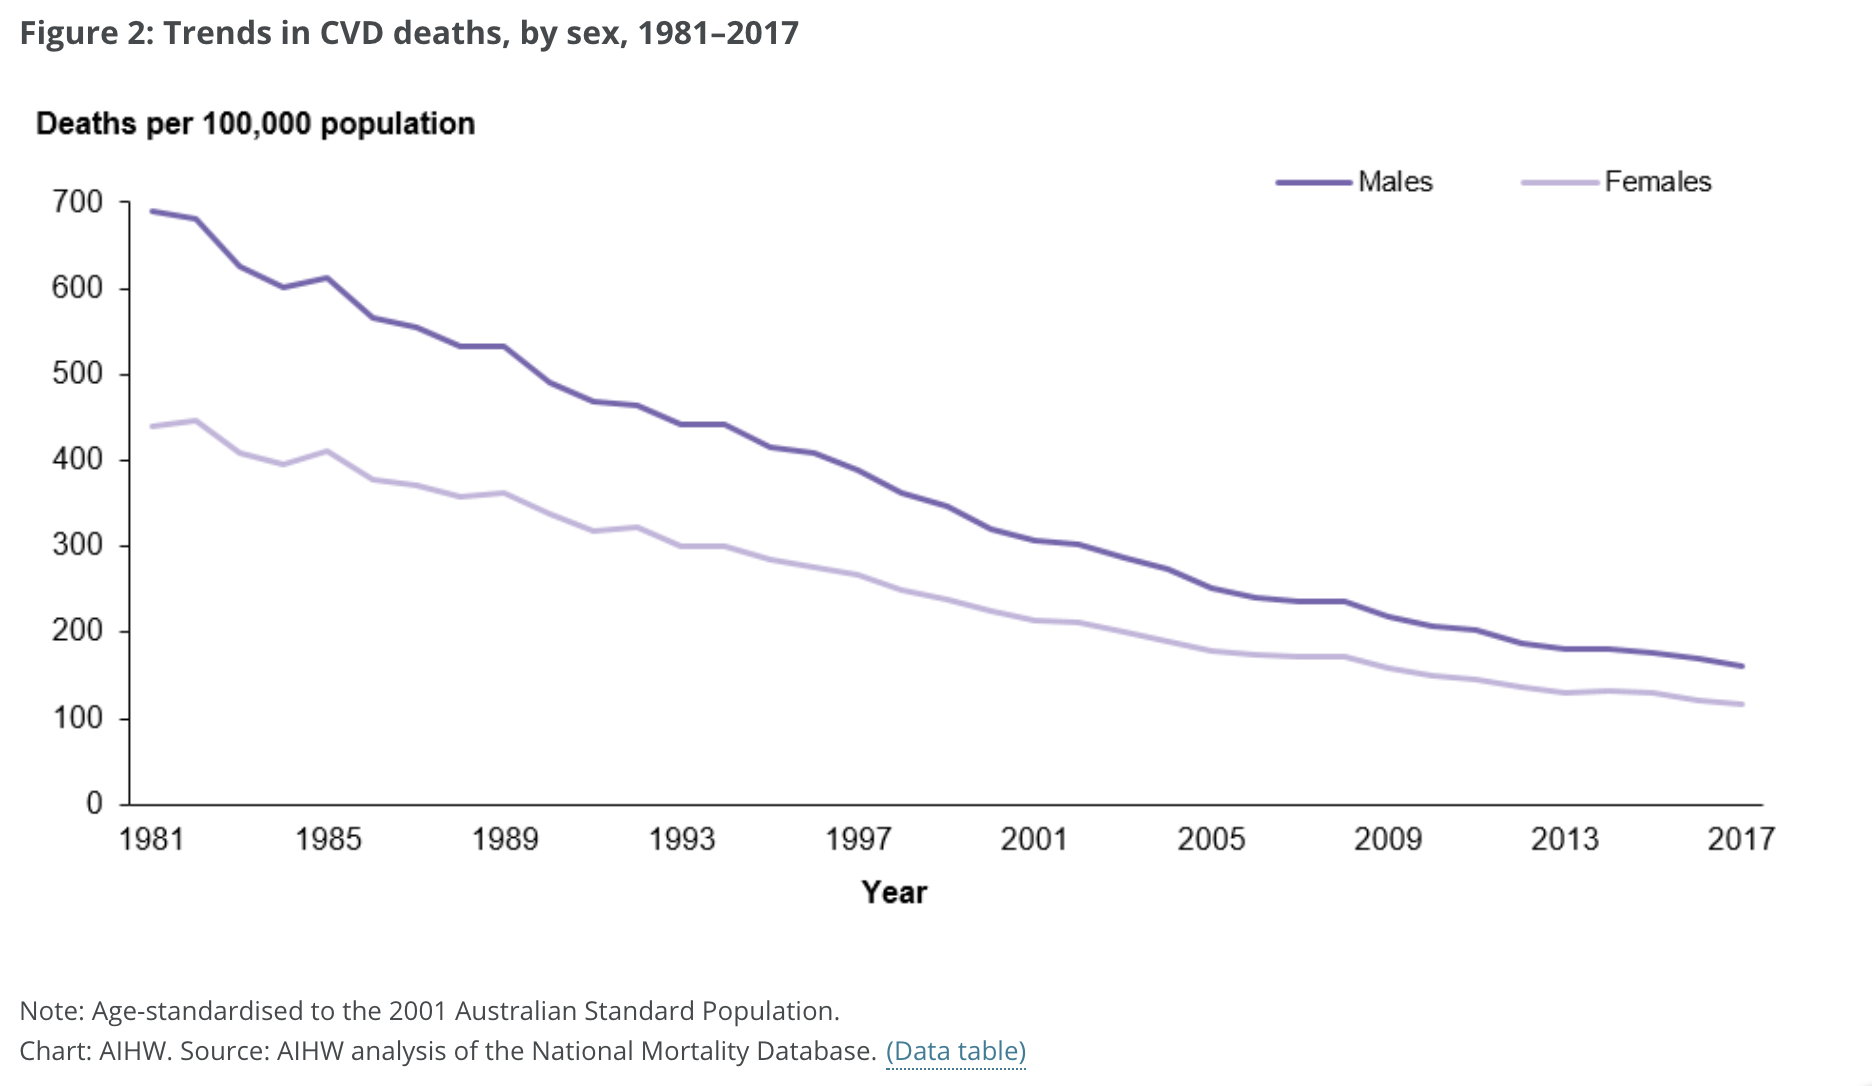 Figure 2: Trends in CVD deaths, by sex, 1981–2017
Deaths per 100,000 population
Males Females
700
600
500
400
300
200
100
0
1981 1985 1989 1993 1997 2001 2005 2009 2013 2017
Year
Note: Age-standardised to the 2001 Australian Standard Population.
Chart: AIHW. Source: AIHW analysis of the National Mortality Database. (Data table)